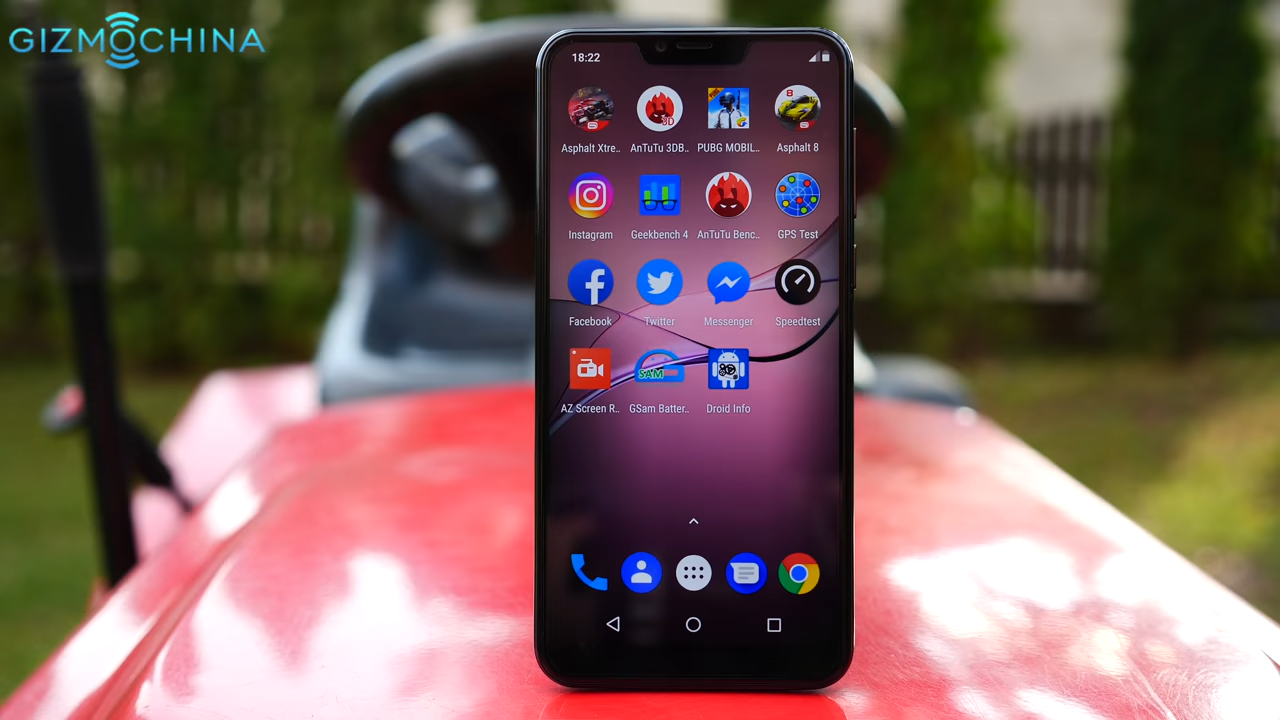 GIZMOCHINA
18:22
Asphalt Xtre..
AnTuTu 3DB..
PUBG MOBIL..
Asphalt 8
Instagram
Geekbench 4
AnTuTu Benc..
GPS Test
Facebook
Twitter
Messenger
Speedtest
SAM
AZ Screen R..
GSam Batter..
Droid Info